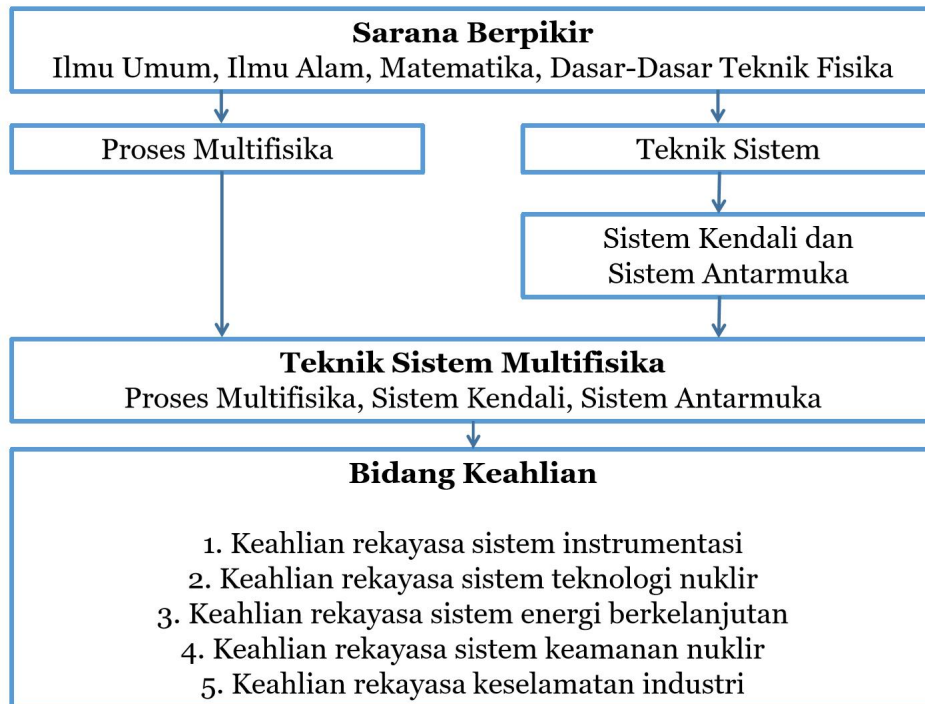 Sarana Berpikir
Ilmu Umum, Ilmu Alam, Matematika, Dasar-Dasar Teknik Fisika
Proses Multifisika
Teknik Sistem
Sistem Kendali dan
Sistem Antarmuka
Teknik Sistem Multifisika
Proses Multifisika, Sistem Kendali, Sistem Antarmuka
Bidang Keahlian
1. Keahlian rekayasa sistem instrumentasi
2. Keahlian rekayasa sistem teknologi nuklir
3. Keahlian rekayasa sistem energi berkelanjutan
4. Keahlian rekayasa sistem keamanan nuklir
5. Keahlian rekayasa keselamatan industri